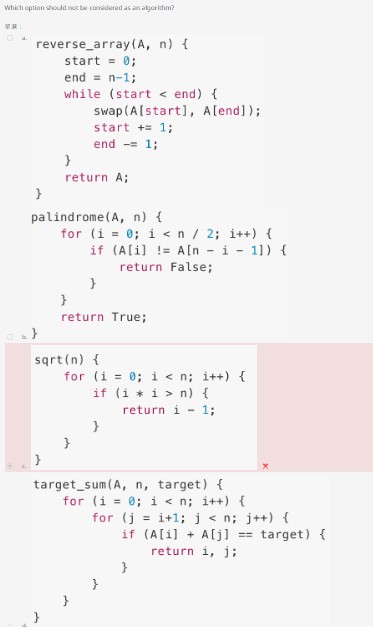 Which option should not be considered as an algorithm?
a.
reverse_array(A, n) {
start = 0;
end = n-1;
while (start < end) {
swap(A[start], A[end]);
start += 1;
end -= 1;
}
return A;
}
palindrome(A, n) {
for (i = 0; i < n / 2; i++) {
if (A[i] != A[n - i - 1]) {
return False;
}
}
return True;
b. }
sqrt(n) {
for (i = 0; i < n; i++) {
if (i * i > n) {
return i - 1;
}
}
c. }
target_sum(A, n, target) {
for (i = 0; i < n; i++) {
for (j = i+1; j < n; j++) {
if (A[i] + A[j] == target) {
return i, j;
}
}
}
}